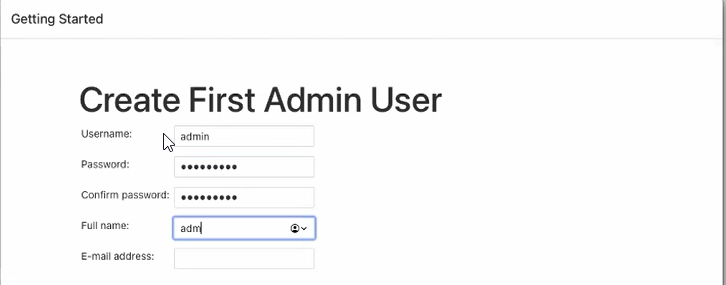 Getting Started
Create First Admin User
Username: admin
Password: •••••••••
Confirm password: •••••••••
Full name: adm
E-mail address: